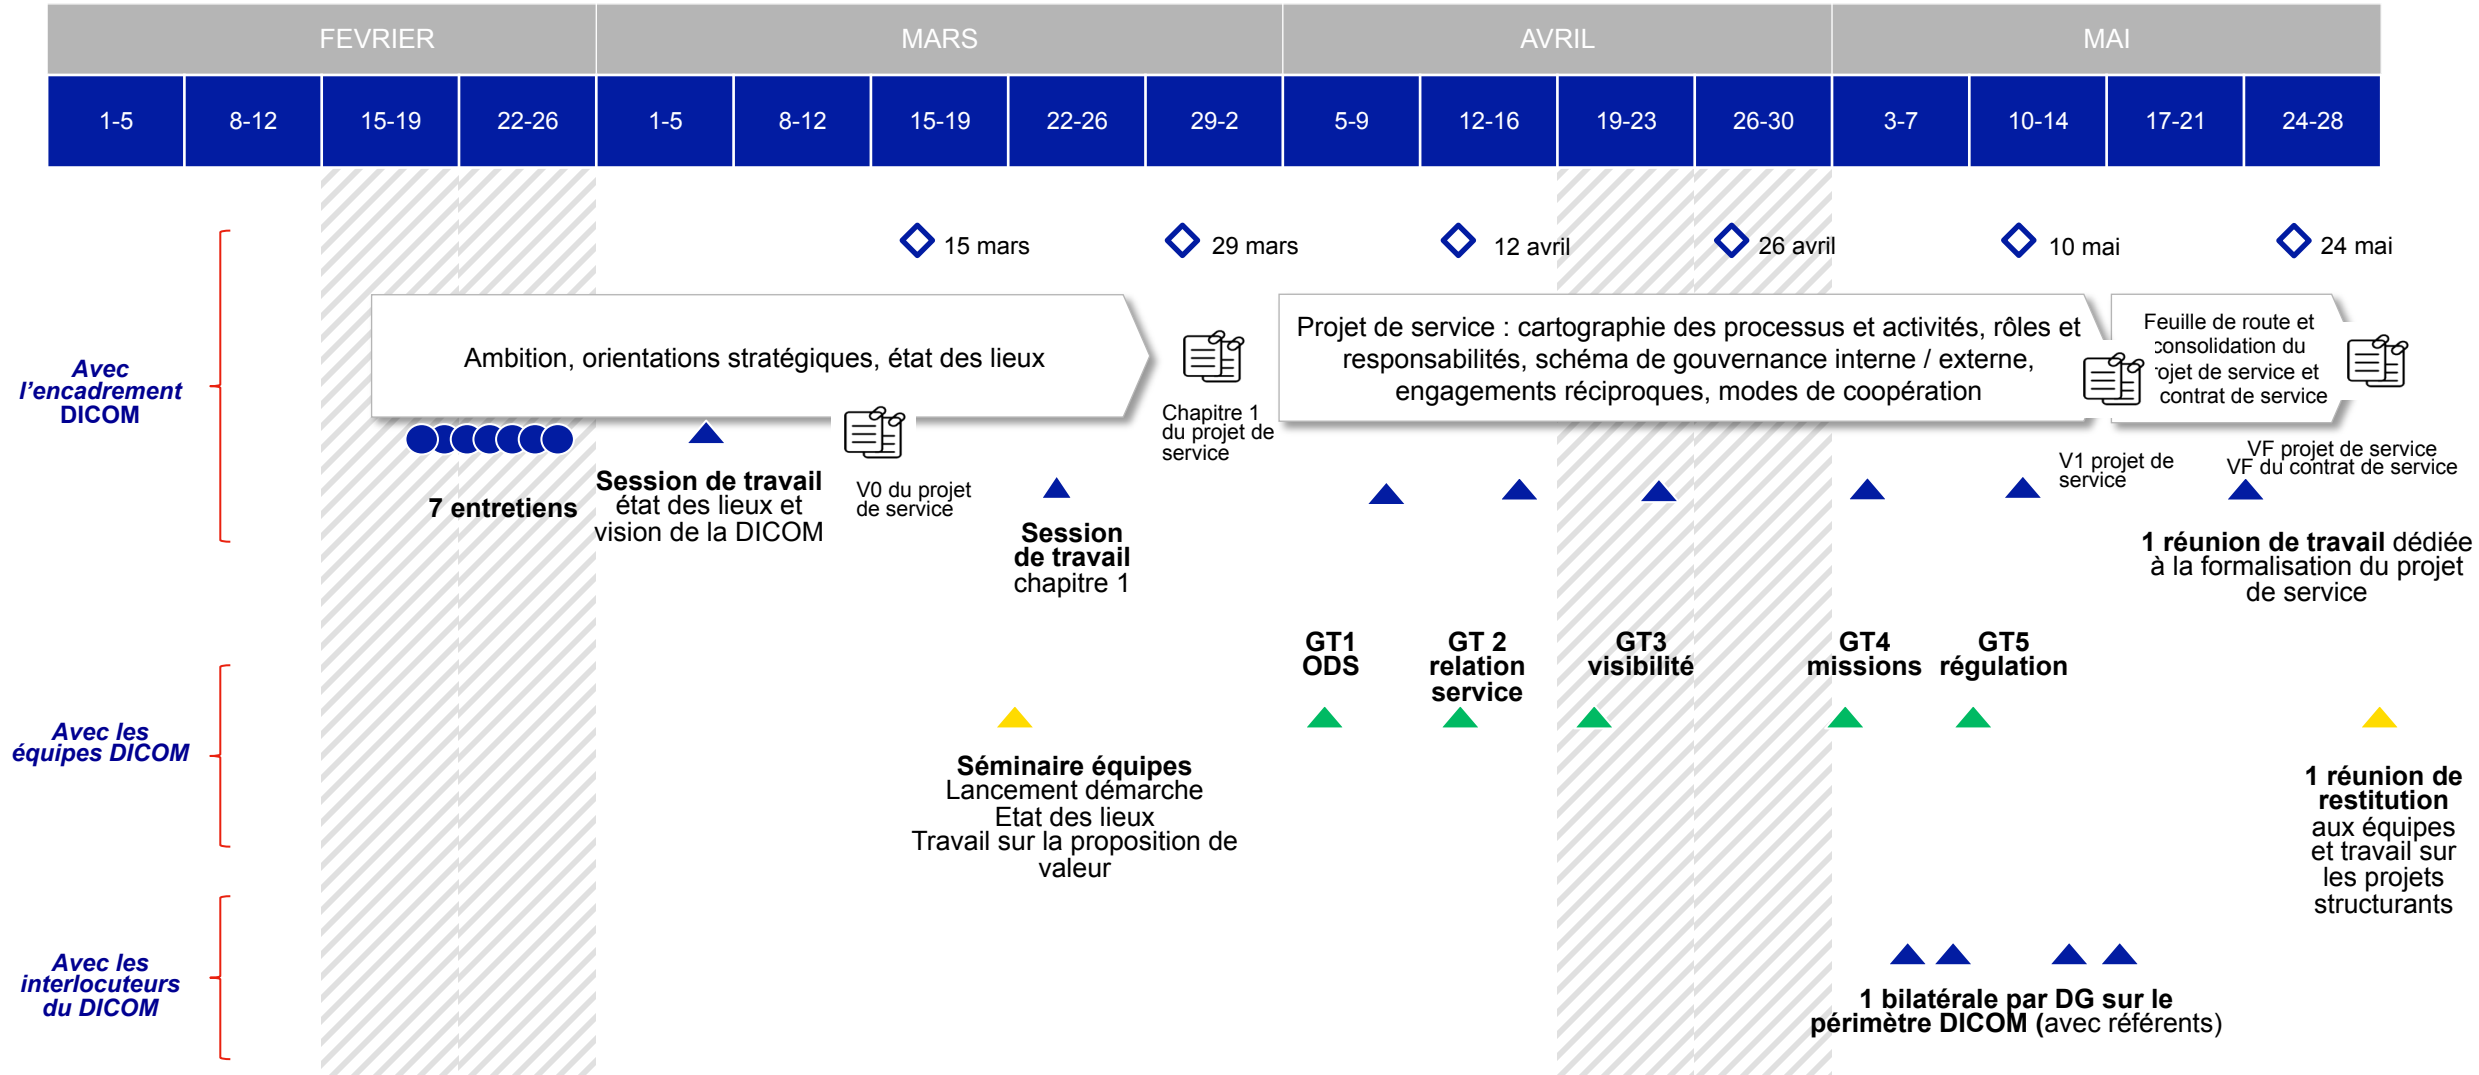 FEVRIER
MARS
AVRIL
MAI
1-5
8-12
15-19
22-26
1-5
8-12
15-19
22-26
29-2
5-9
12-16
19-23
26-30
3-7
10-14
17-21
24-28
15 mars
29 mars
12 avril
26 avril
10 mai
24 mai
Avec
l'encadrement
DICOM
Ambition, orientations stratégiques, état des lieux
Chapitre 1
du projet de
service
Projet de service : cartographie des processus et activités, rôles et
responsabilités, schéma de gouvernance interne / externe,
engagements réciproques, modes de coopération
Feuille de route et
consolidation du
rojet de service et
contrat de service
7 entretiens
Session de travail
état des lieux et
vision de la DICOM
V0 du projet
de service
Session
de travail
chapitre 1
V1 projet de
service
VF projet de service
VF du contrat de service
1 réunion de travail dédiée
à la formalisation du projet
de service
Avec les
équipes DICOM
GT1
ODS
GT 2
relation
service
GT3
visibilité
GT4
missions
GT5
régulation
Séminaire équipes
Lancement démarche
Etat des lieux
Travail sur la proposition de
valeur
1 réunion de
restitution
aux équipes
et travail sur
les projets
structurants
Avec les
interlocuteurs
du DICOM
1 bilatérale par DG sur le
périmètre DICOM (avec référents)